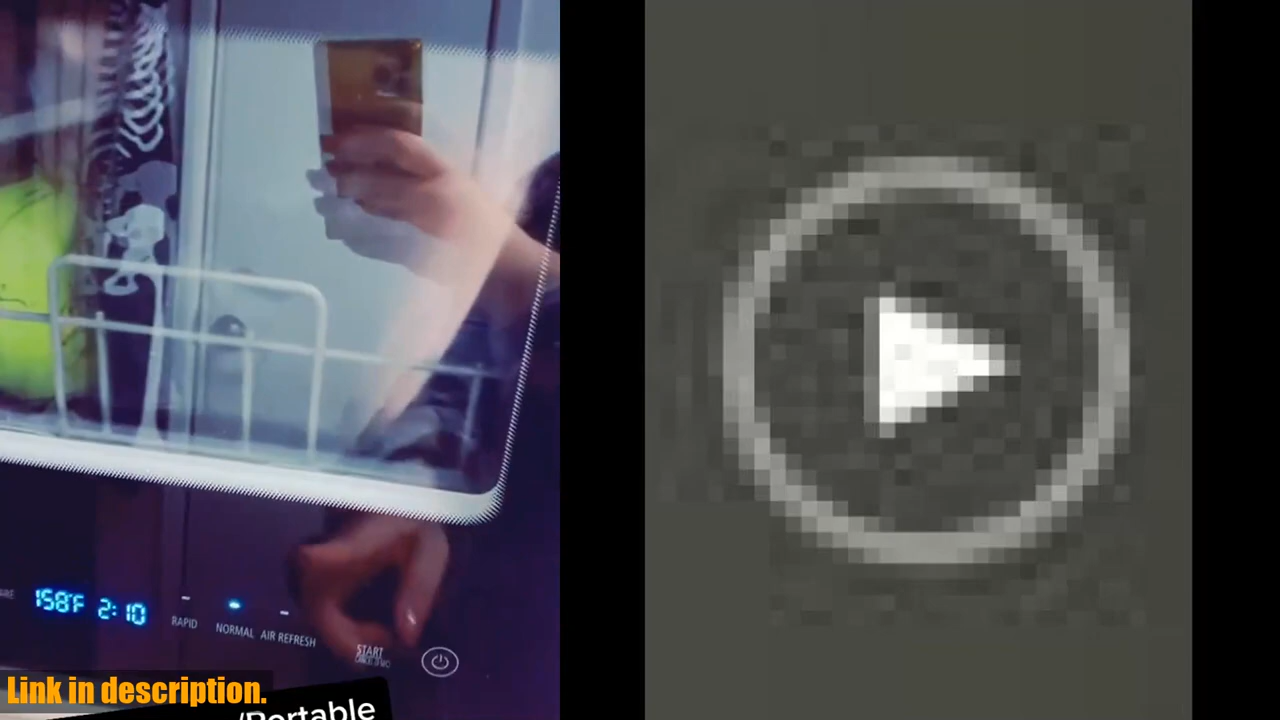 158°F 2:10
RAPID
NORMAL
AIR REFRESH
START
Link in description.
/Portable